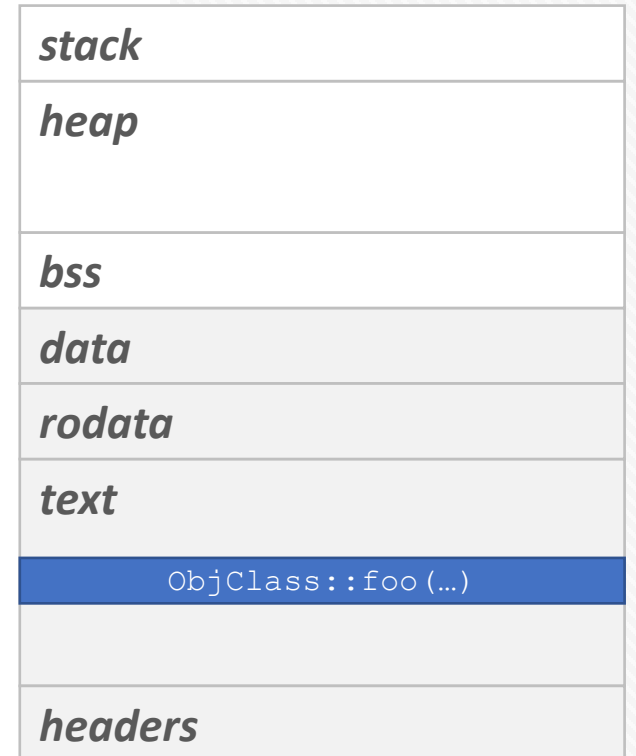 stack
heap
bss
data
rodata
text
ObjClass::foo(…)
headers